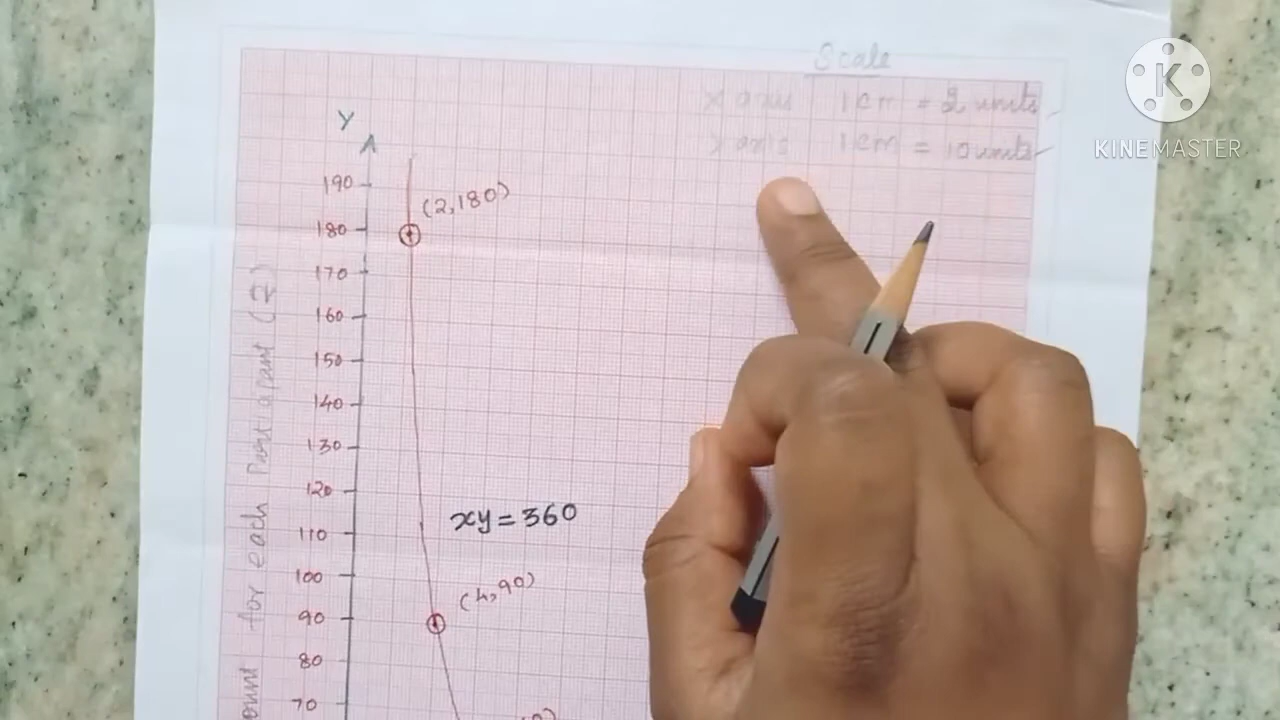 Scale
X axis 1 cm = 2 units
Y axis 1 cm = 10 units
KINEMASTER
Y
190
(2,180)
180
170
160
150
140
130
120
xy = 360
110
100
(4,90)
90
80
70
for each Participant (₹)